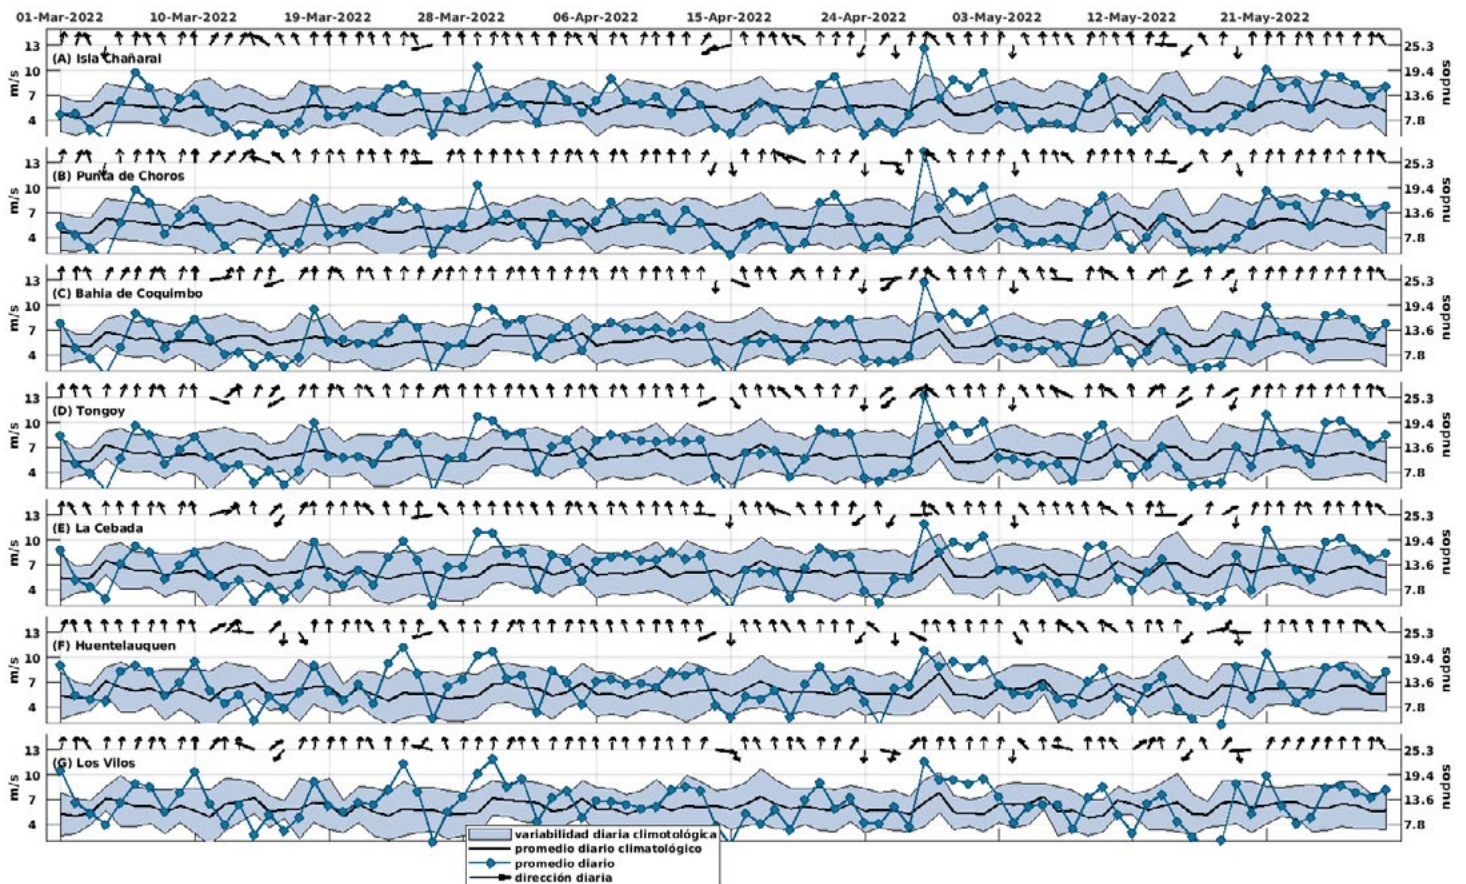 01-Mar-2022 10-Mar-2022 19-Mar-2022 28-Mar-2022 06-Apr-2022 15-Apr-2022 24-Apr-2022 03-May-2022 12-May-2022 21-May-2022
(A) Isla Chañaral
m/s
13
10
7
4
25.3
19.4
13.6
7.8
nudos
(B) Punta de Choros
m/s
13
10
7
4
25.3
19.4
13.6
7.8
nudos
(C) Bahia de Coquimbo
m/s
13
10
7
4
25.3
19.4
13.6
7.8
nudos
(D) Tongoy
m/s
13
10
7
4
25.3
19.4
13.6
7.8
nudos
(E) La Cebada
m/s
13
10
7
4
25.3
19.4
13.6
7.8
nudos
(F) Huentelauquen
m/s
13
10
7
4
25.3
19.4
13.6
7.8
nudos
(G) Los Vilos
m/s
13
10
7
4
25.3
19.4
13.6
7.8
nudos
variabilidad diaria climotológica
promedio diario climatológico
promedio diario
dirección diaria